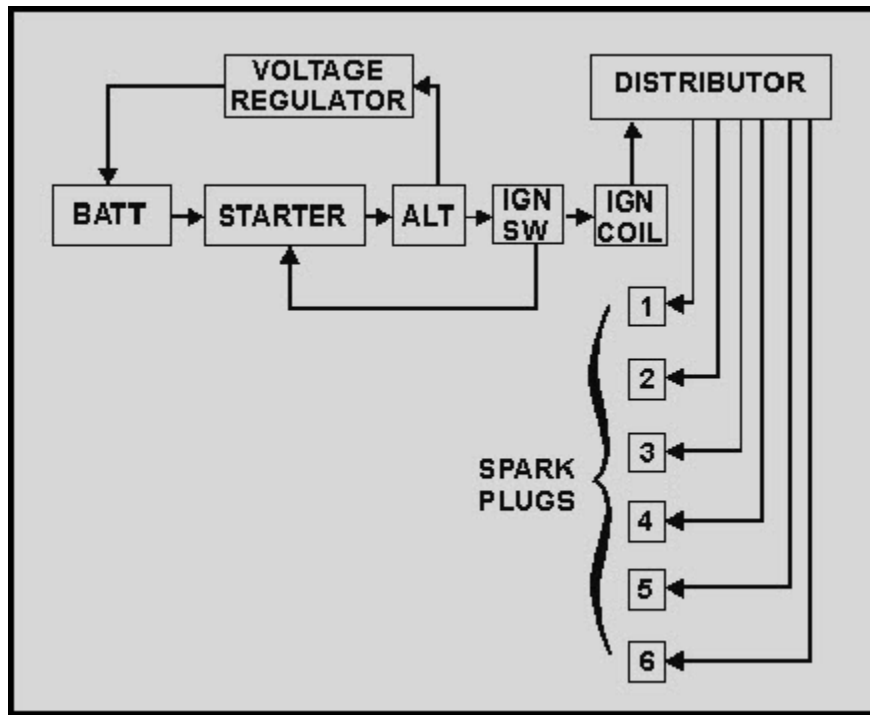 VOLTAGE
REGULATOR
DISTRIBUTOR
BATT
STARTER
ALT
IGN
SW
IGN
COIL
1
2
3
SPARK
PLUGS
4
5
6